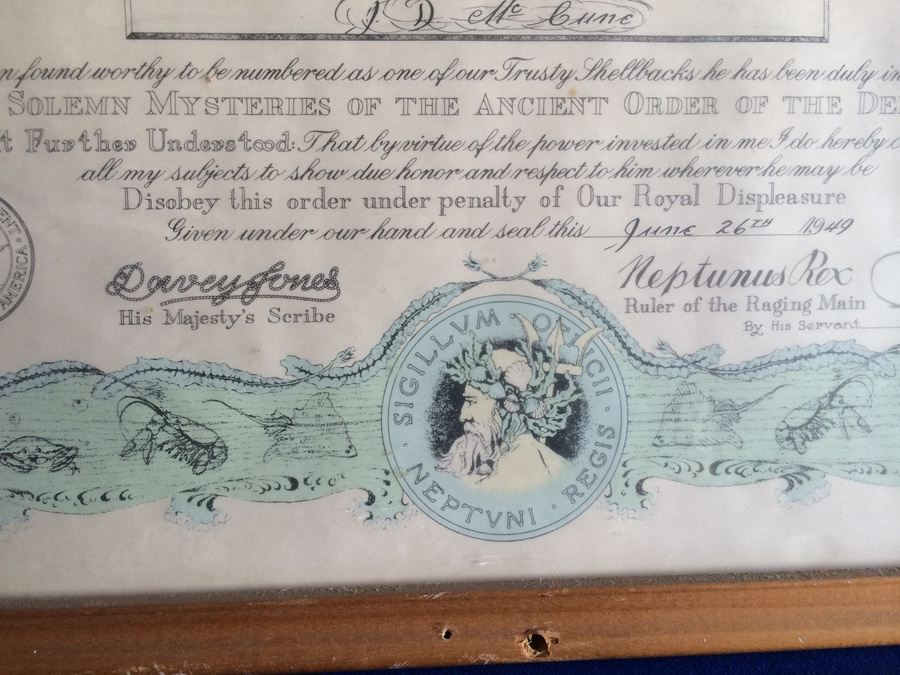 J D McCune
n found worthy to be numbered as one of our Trusty Shellbacks he has been duly in
Solemn Mysteries of the Ancient Order of the De
t Further Understood: That by virtue of the power invested in me I do hereby c
all my subjects to show due honor and respect to him wherever he may be
Disobey this order under penalty of Our Royal Displeasure
Given under our hand and seal this June 26TH 1949
ENT
AMERICA
Davey Jones
His Majesty's Scribe
Neptunus Rex
Ruler of the Raging Main
By His Servant
SIGILLVM · OFFICII · REGIS · NEPTVNI ·